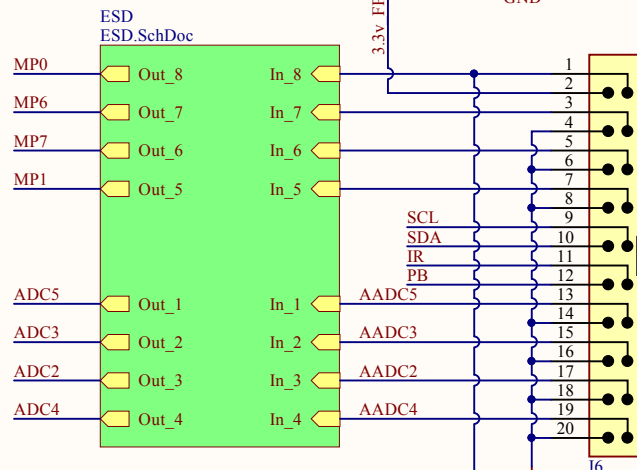 GND
3.3v FE
ESD
ESD.SchDoc
MP0 Out_8 In_8 1
2
MP6 Out_7 In_7 3
4
MP7 Out_6 In_6 5
6
MP1 Out_5 In_5 7
8
SCL 9
SDA 10
IR 11
PB 12
ADC5 Out_1 In_1 AADC5 13
14
ADC3 Out_2 In_2 AADC3 15
16
ADC2 Out_3 In_3 AADC2 17
18
ADC4 Out_4 In_4 AADC4 19
20
J6